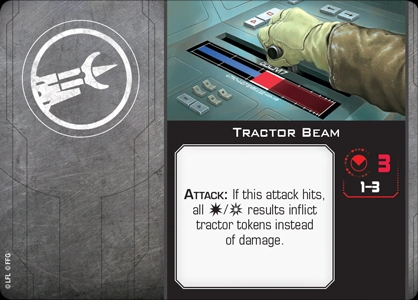 TRACTOR BEAM
ATTACK: If this attack hits,
all / results inflict
tractor tokens instead
of damage.
3
1-3
©LFL ©FFG